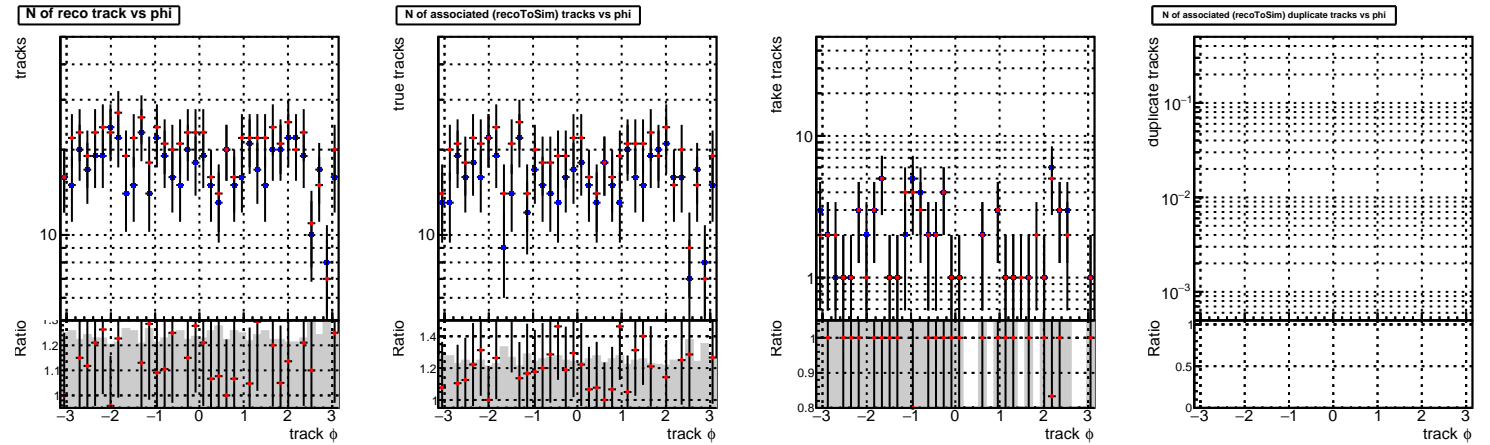 N of reco track vs phi
tracks
10
Ratio
1.3
1.2
1.1
1
0.9
−3 −2 −1 0 1 2 3
track ϕ
N of associated (recoToSim) tracks vs phi
true tracks
10
Ratio
1.4
1.2
1
−3 −2 −1 0 1 2 3
track ϕ
fake tracks
10
1
Ratio
1
0.9
0.8
−3 −2 −1 0 1 2 3
track ϕ
N of associated (recoToSim) duplicate tracks vs phi
duplicate tracks
10⁻¹
10⁻²
10⁻³
Ratio
1
0.5
0
−3 −2 −1 0 1 2 3
track ϕ